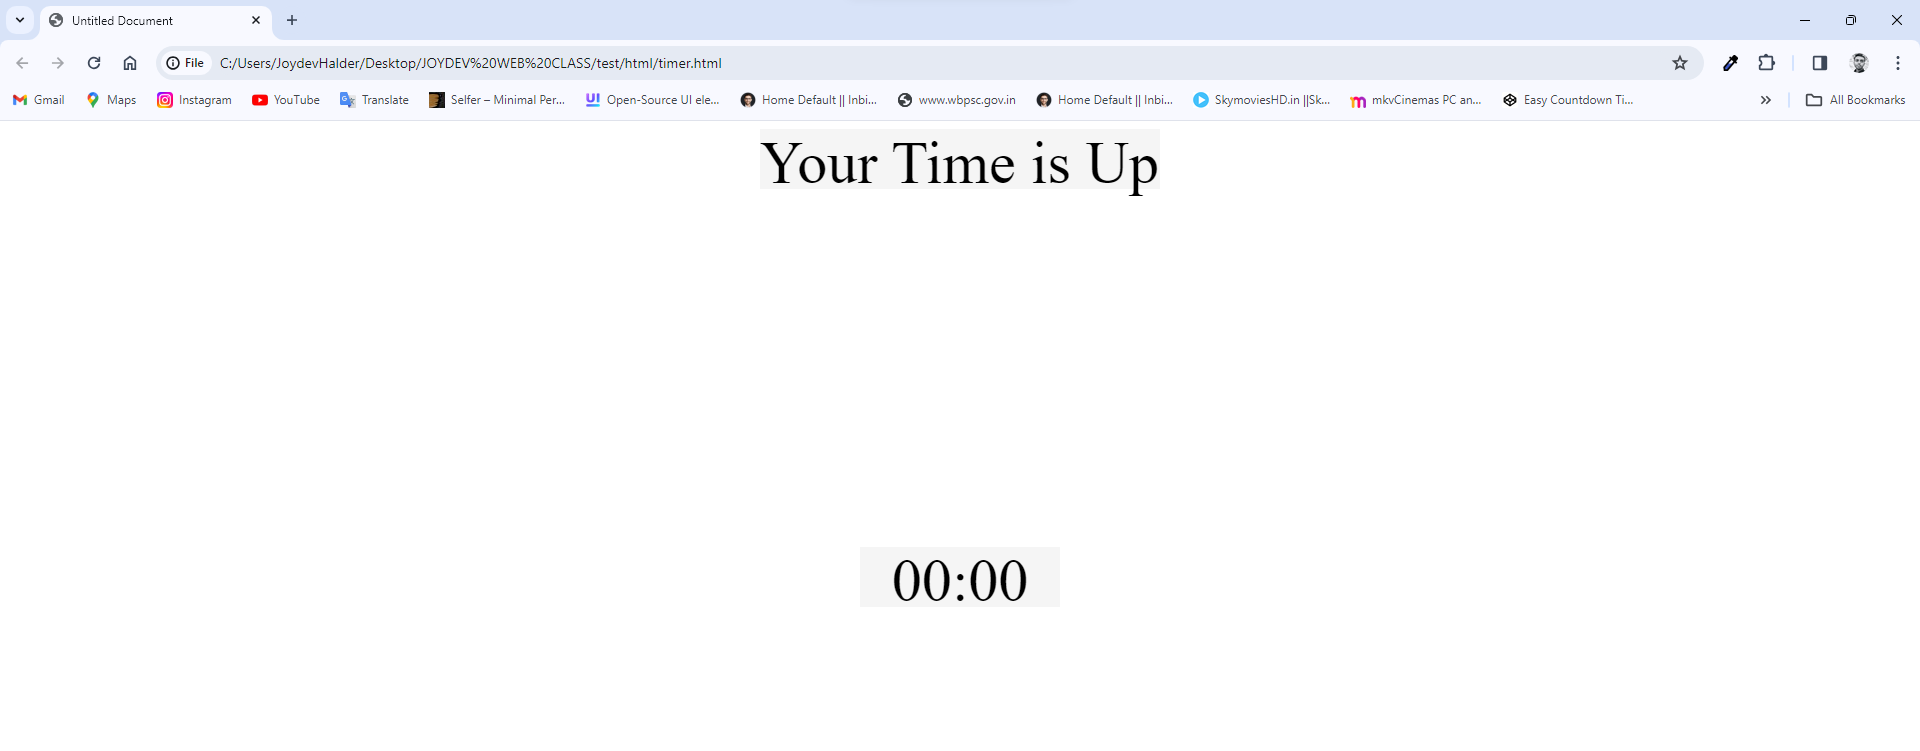 Untitled Document
File C:/Users/JoydevHalder/Desktop/JOYDEV%20WEB%20CLASS/test/html/timer.html
Gmail Maps Instagram YouTube Translate Selfer – Minimal Per... Open-Source UI ele... Home Default || Inbi... www.wbpsc.gov.in Home Default || Inbi... SkymoviesHD.in ||Sk... mkvCinemas PC an... Easy Countdown Ti... All Bookmarks
Your Time is Up
00:00